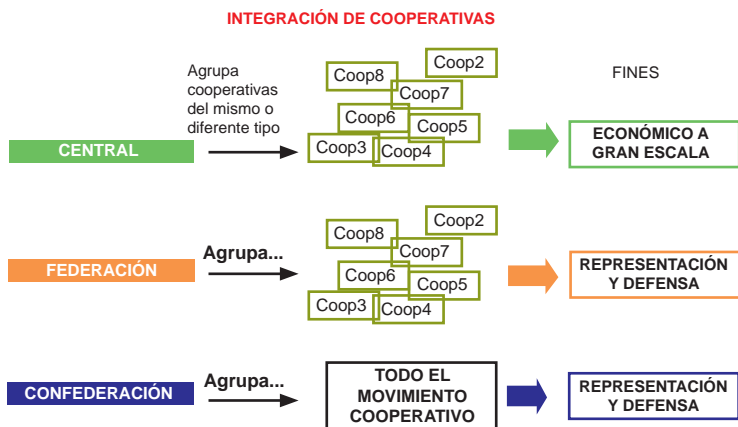 INTEGRACIÓN DE COOPERATIVAS
Agrupa
cooperativas
del mismo o
diferente tipo
CENTRAL
Coop8
Coop2
Coop7
Coop6
Coop5
Coop3
Coop4
FINES
ECONÓMICO A
GRAN ESCALA
FEDERACIÓN
Agrupa...
Coop8
Coop2
Coop7
Coop6
Coop5
Coop3
Coop4
REPRESENTACIÓN
Y DEFENSA
CONFEDERACIÓN
Agrupa...
TODO EL
MOVIMIENTO
COOPERATIVO
REPRESENTACIÓN
Y DEFENSA